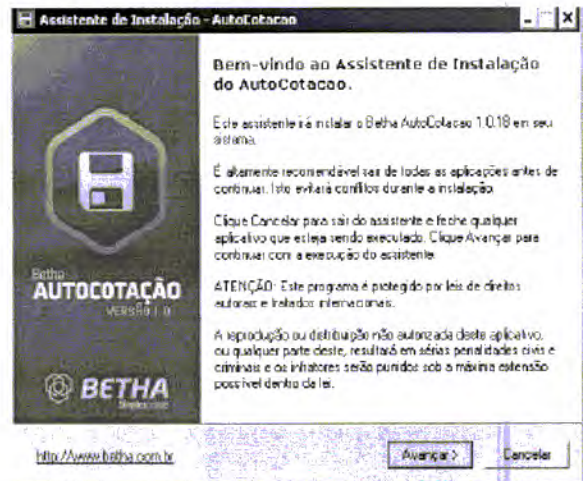 Assistente de Instalação - AutoCotacao
Bem-vindo ao Assistente de Instalação
do AutoCotacao.
Este assistente irá instalar o Betha AutoCotacao 1.0.18 em seu
sistema.
É altamente recomendável sair de todas as aplicações antes de
continuar. Isto evitará conflitos durante a instalação.
Clique Cancelar para sair do assistente e feche qualquer
aplicativo que esteja sendo executado. Clique Avançar para
continuar com a execução do assistente.
ATENÇÃO: Este programa é protegido por leis de direitos
autorais e tratados internacionais.
A reprodução ou distribuição não autorizada deste aplicativo,
ou qualquer parte deste, resultará em sérias penalidades civis e
criminais e os infratores serão punidos sob a máxima extensão
possível dentro da lei.
Betha
AUTOCOTAÇÃO
VERSÃO 1.0
BETHA
http://www.betha.com.br
Avançar >
Cancelar